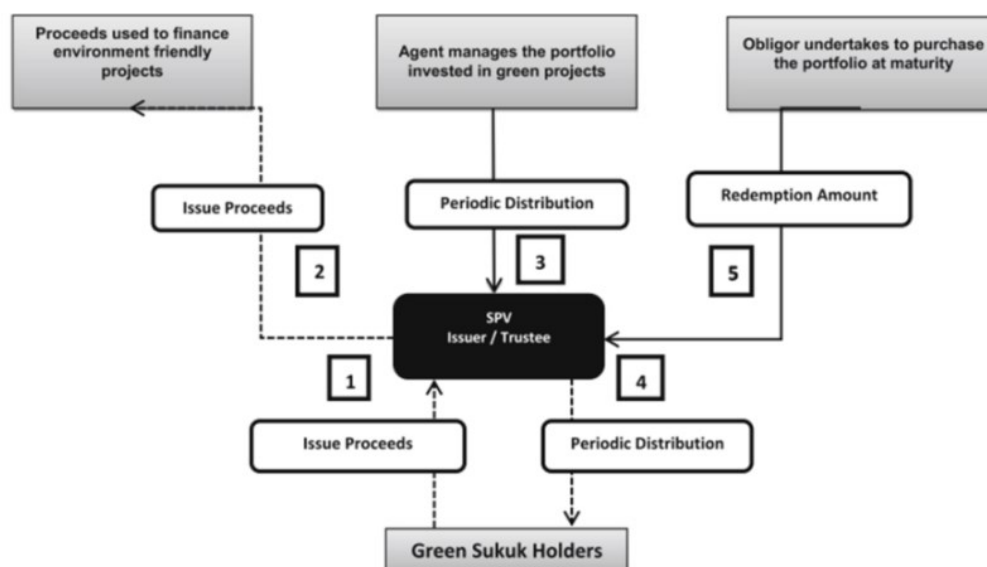 Proceeds used to finance
environment friendly
projects
Agent manages the portfolio
invested in green projects
Obligor undertakes to purchase
the portfolio at maturity
Issue Proceeds
Periodic Distribution
Redemption Amount
2
3
5
SPV
Issuer / Trustee
1
4
Issue Proceeds
Periodic Distribution
Green Sukuk Holders